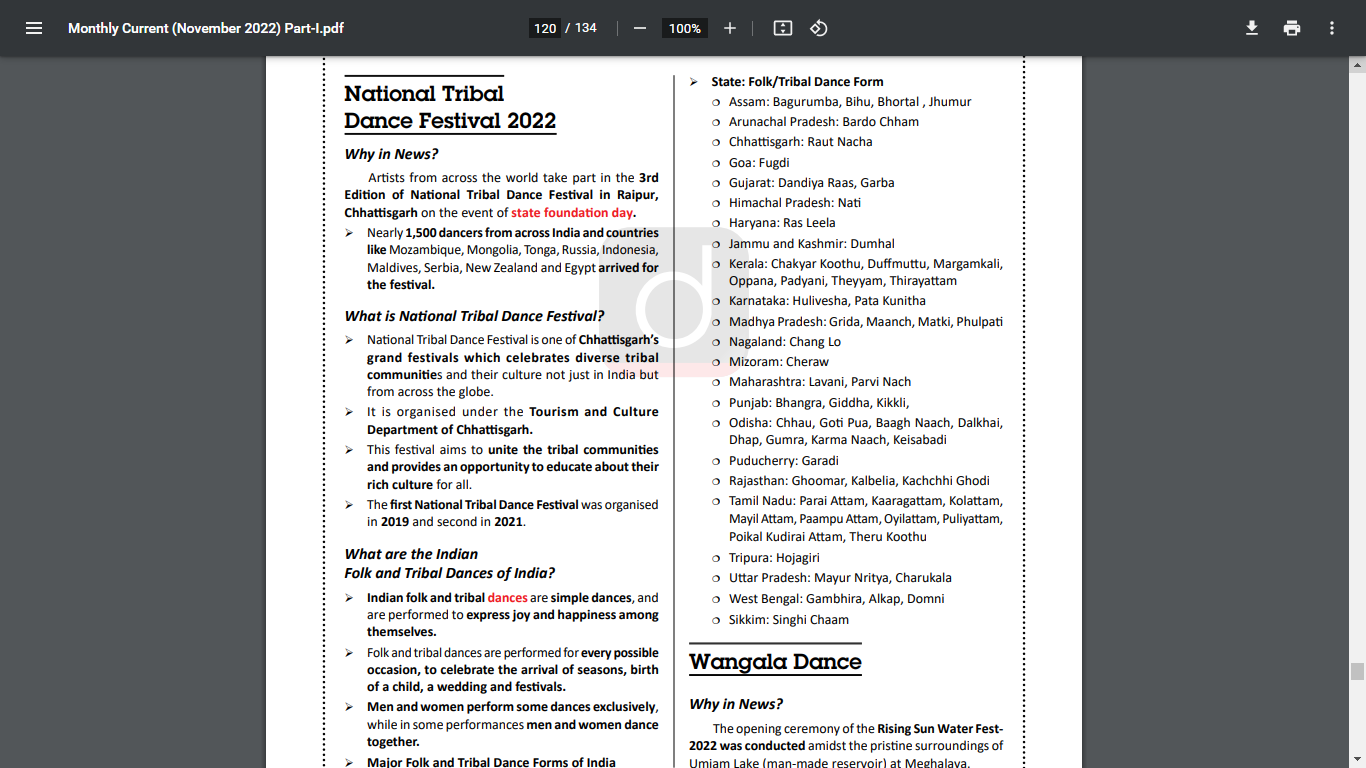 Monthly Current (November 2022) Part-I.pdf
120 / 134
100%
National Tribal
Dance Festival 2022
Why in News?
Artists from across the world take part in the 3rd
Edition of National Tribal Dance Festival in Raipur,
Chhattisgarh on the event of state foundation day.
➢ Nearly 1,500 dancers from across India and countries
like Mozambique, Mongolia, Tonga, Russia, Indonesia,
Maldives, Serbia, New Zealand and Egypt arrived for
the festival.
What is National Tribal Dance Festival?
➢ National Tribal Dance Festival is one of Chhattisgarh’s
grand festivals which celebrates diverse tribal
communities and their culture not just in India but
from across the globe.
➢ It is organised under the Tourism and Culture
Department of Chhattisgarh.
➢ This festival aims to unite the tribal communities
and provides an opportunity to educate about their
rich culture for all.
➢ The first National Tribal Dance Festival was organised
in 2019 and second in 2021.
What are the Indian
Folk and Tribal Dances of India?
➢ Indian folk and tribal dances are simple dances, and
are performed to express joy and happiness among
themselves.
➢ Folk and tribal dances are performed for every possible
occasion, to celebrate the arrival of seasons, birth
of a child, a wedding and festivals.
➢ Men and women perform some dances exclusively,
while in some performances men and women dance
together.
➢ Major Folk and Tribal Dance Forms of India
➢ State: Folk/Tribal Dance Form
○ Assam: Bagurumba, Bihu, Bhortal , Jhumur
○ Arunachal Pradesh: Bardo Chham
○ Chhattisgarh: Raut Nacha
○ Goa: Fugdi
○ Gujarat: Dandiya Raas, Garba
○ Himachal Pradesh: Nati
○ Haryana: Ras Leela
○ Jammu and Kashmir: Dumhal
○ Kerala: Chakyar Koothu, Duffmuttu, Margamkali,
Oppana, Padyani, Theyyam, Thirayattam
○ Karnataka: Hulivesha, Pata Kunitha
○ Madhya Pradesh: Grida, Maanch, Matki, Phulpati
○ Nagaland: Chang Lo
○ Mizoram: Cheraw
○ Maharashtra: Lavani, Parvi Nach
○ Punjab: Bhangra, Giddha, Kikkli,
○ Odisha: Chhau, Goti Pua, Baagh Naach, Dalkhai,
Dhap, Gumra, Karma Naach, Keisabadi
○ Puducherry: Garadi
○ Rajasthan: Ghoomar, Kalbelia, Kachchhi Ghodi
○ Tamil Nadu: Parai Attam, Kaaragattam, Kolattam,
Mayil Attam, Paampu Attam, Oyilattam, Puliyattam,
Poikal Kudirai Attam, Theru Koothu
○ Tripura: Hojagiri
○ Uttar Pradesh: Mayur Nritya, Charukala
○ West Bengal: Gambhira, Alkap, Domni
○ Sikkim: Singhi Chaam
Wangala Dance
Why in News?
The opening ceremony of the Rising Sun Water Fest-
2022 was conducted amidst the pristine surroundings of
Umiam Lake (man-made reservoir) at Meghalaya.